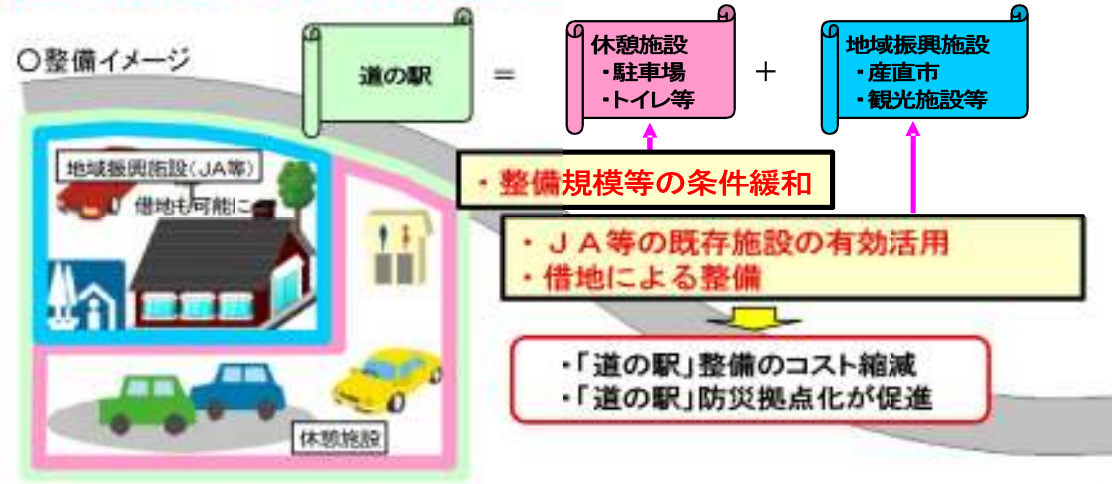 ○整備イメージ
道の駅
=
休憩施設
・駐車場
・トイレ等
+
地域振興施設
・産直市
・観光施設等
・整備規模等の条件緩和
・ＪＡ等の既存施設の有効活用
・借地による整備
・「道の駅」整備のコスト縮減
・「道の駅」防災拠点化が促進
地域振興施設(JA等)
借地も可能に
休憩施設